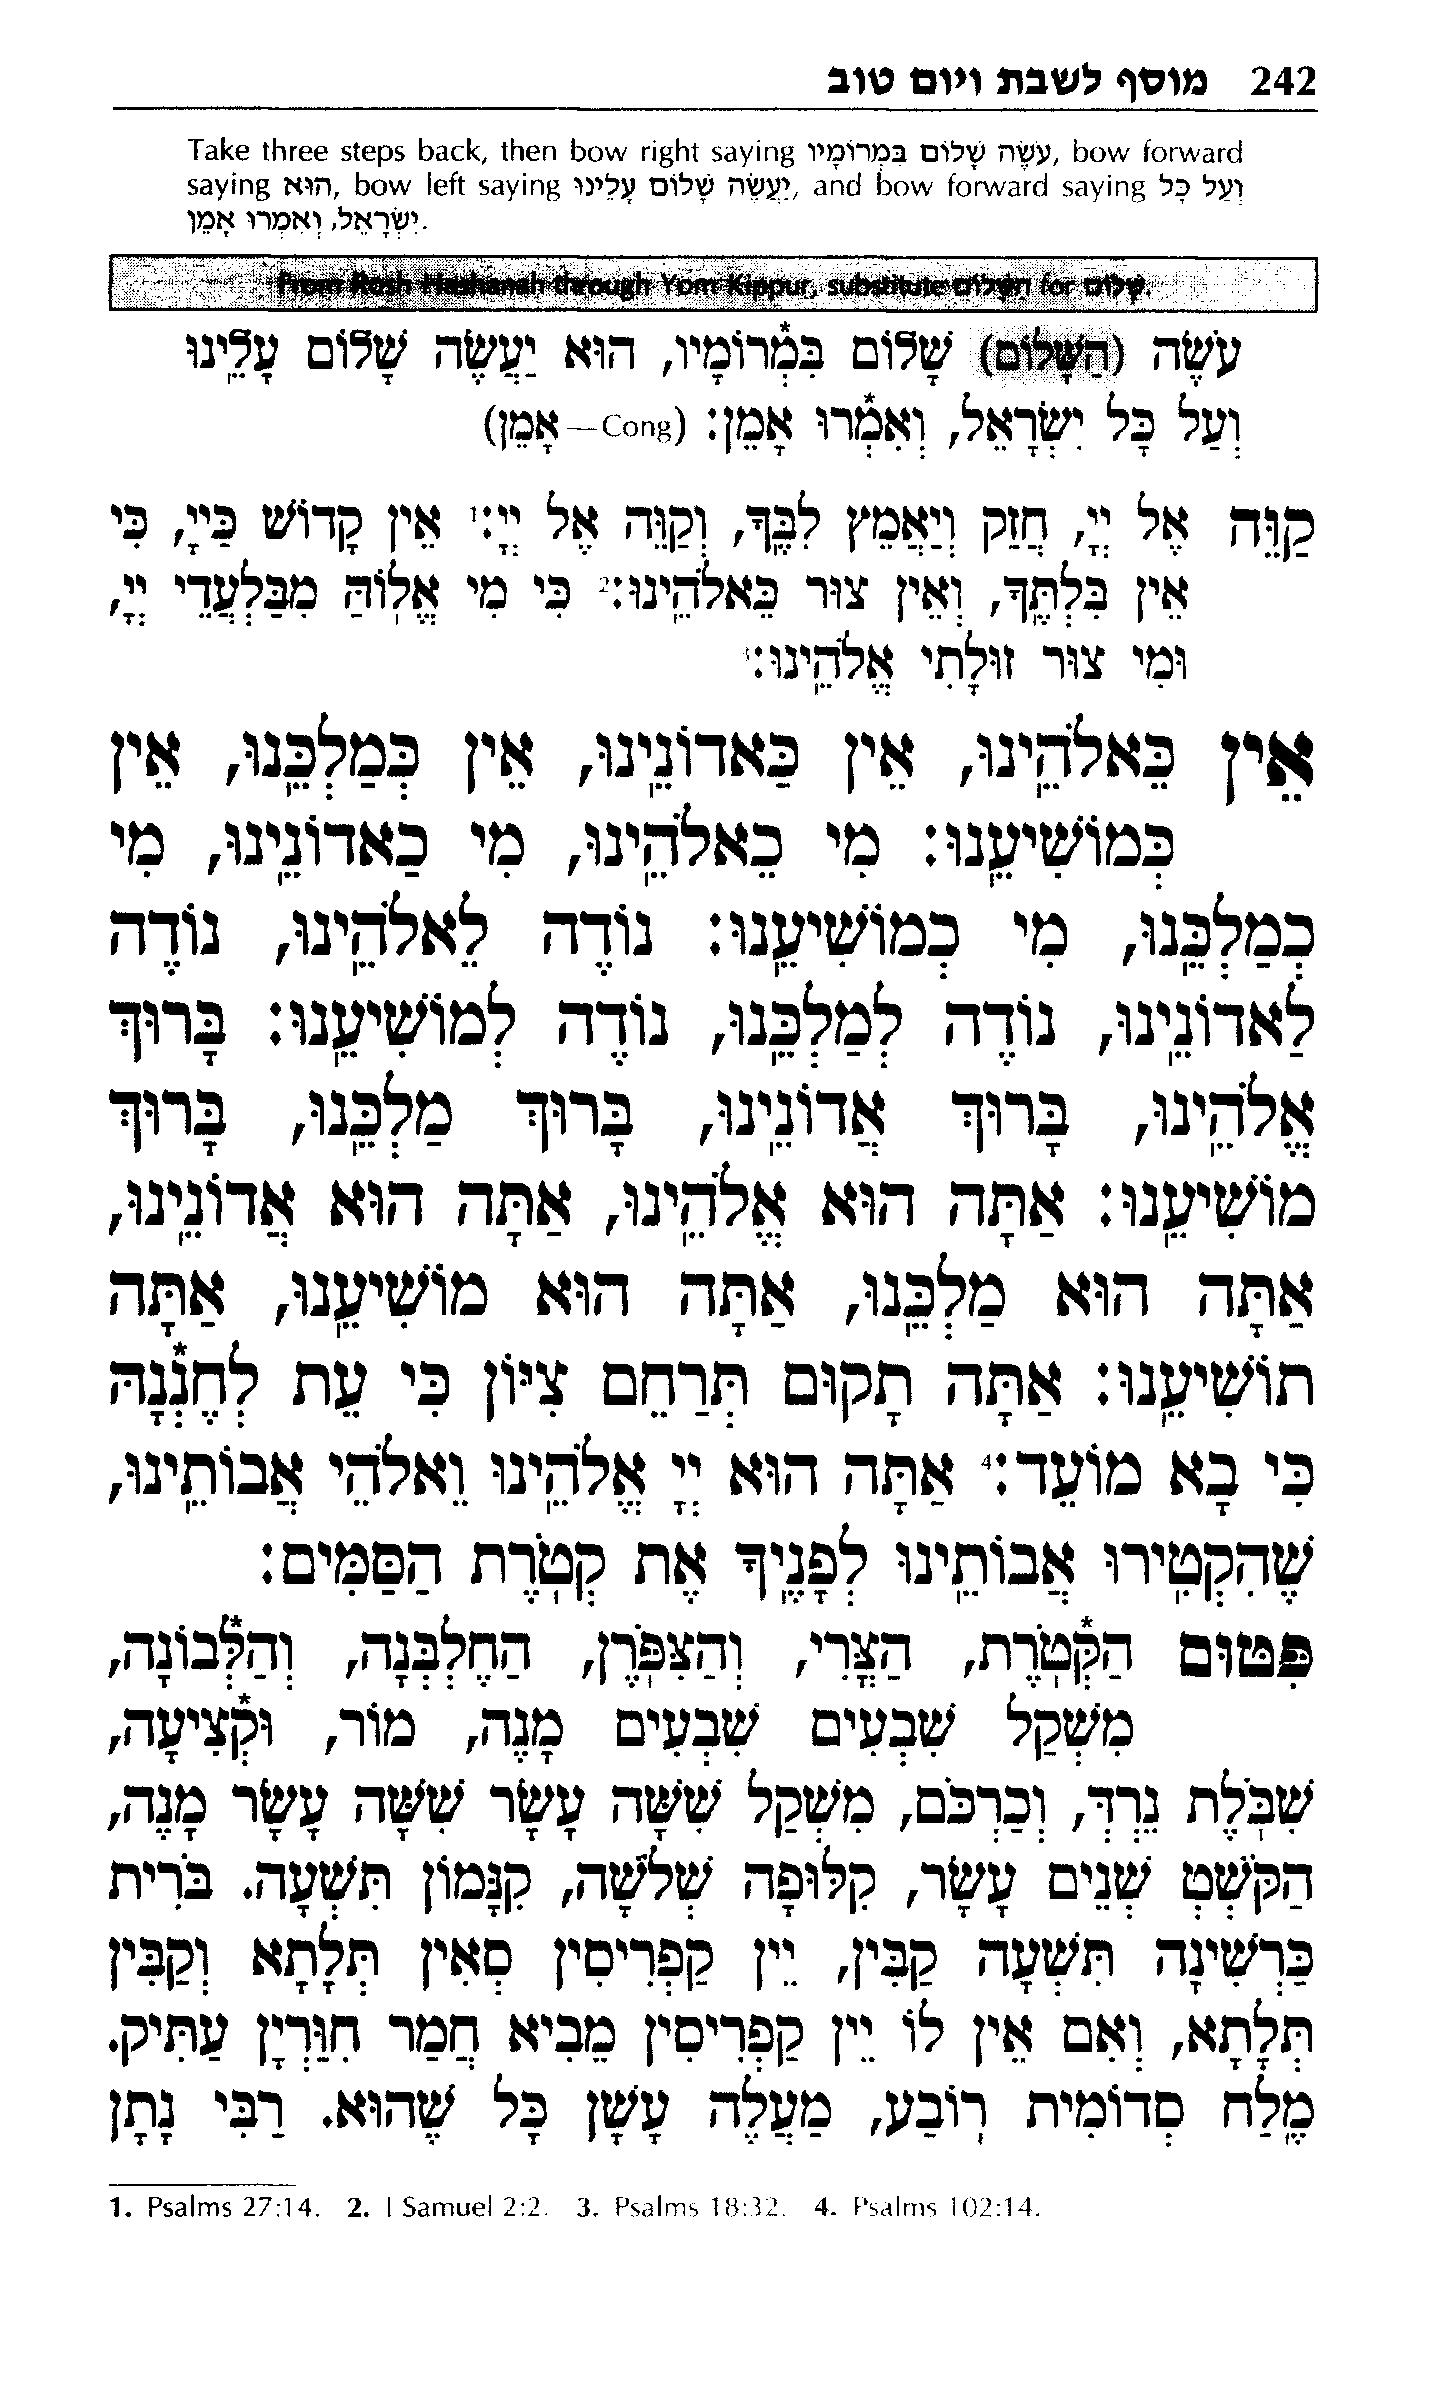 242 מוסף לשבת ויום טוב
Take three steps back, then bow right saying עֹשֶׂה שָׁלוֹם בִּמְרוֹמָיו, bow forward
saying הוּא, bow left saying יַעֲשֶׂה שָׁלוֹם עָלֵינוּ, and bow forward saying וְעַל כָּל
יִשְׂרָאֵל, וְאִמְרוּ אָמֵן.
From Rosh Hashanah through Yom Kippur, substitute הַשָּׁלוֹם for שָׁלוֹם.
עֹשֶׂה (הַשָּׁלוֹם) שָׁלוֹם בִּמְ֯רוֹמָיו, הוּא יַעֲשֶׂה שָׁלוֹם עָלֵינוּ
וְעַל כָּל יִשְׂרָאֵל, וְאִמְ֯רוּ אָמֵן: (Cong—אָמֵן)
קַוֵּה אֶל יְיָ, חֲזַק וְיַאֲמֵץ לִבֶּךָ, וְקַוֵּה אֶל יְיָ:1 אֵין קָדוֹשׁ כַּיְיָ, כִּי
אֵין בִּלְתֶּךָ, וְאֵין צוּר כֵּאלֹהֵינוּ:2 כִּי מִי אֱלוֹהַּ מִבַּלְעֲדֵי יְיָ,
וּמִי צוּר זוּלָתִי אֱלֹהֵינוּ:3
אֵין כֵּאלֹהֵינוּ, אֵין כַּאדוֹנֵינוּ, אֵין כְּמַלְכֵּנוּ, אֵין
כְּמוֹשִׁיעֵנוּ: מִי כֵאלֹהֵינוּ, מִי כַאדוֹנֵינוּ, מִי
כְמַלְכֵּנוּ, מִי כְמוֹשִׁיעֵנוּ: נוֹדֶה לֵאלֹהֵינוּ, נוֹדֶה
לַאדוֹנֵינוּ, נוֹדֶה לְמַלְכֵּנוּ, נוֹדֶה לְמוֹשִׁיעֵנוּ: בָּרוּךְ
אֱלֹהֵינוּ, בָּרוּךְ אֲדוֹנֵינוּ, בָּרוּךְ מַלְכֵּנוּ, בָּרוּךְ
מוֹשִׁיעֵנוּ: אַתָּה הוּא אֱלֹהֵינוּ, אַתָּה הוּא אֲדוֹנֵינוּ,
אַתָּה הוּא מַלְכֵּנוּ, אַתָּה הוּא מוֹשִׁיעֵנוּ, אַתָּה
תוֹשִׁיעֵנוּ: אַתָּה תָקוּם תְּרַחֵם צִיּוֹן כִּי עֵת לְחֶנְ֯נָהּ
כִּי בָא מוֹעֵד:4 אַתָּה הוּא יְיָ אֱלֹהֵינוּ וֵאלֹהֵי אֲבוֹתֵינוּ,
שֶׁהִקְטִירוּ אֲבוֹתֵינוּ לְפָנֶיךָ אֶת קְטֹרֶת הַסַּמִּים:
פִּטּוּם הַקְּ֯טֹרֶת, הַצֳּרִי, וְהַצִּפֹּרֶן, הַחֶלְבְּנָה, וְהַלְּ֯בוֹנָה,
מִשְׁקַל שִׁבְעִים שִׁבְעִים מָנֶה, מוֹר, וּקְ֯צִיעָה,
שִׁבֹּלֶת נֵרְדְּ, וְכַרְכֹּם, מִשְׁקַל שִׁשָּׁה עָשָׂר שִׁשָּׁה עָשָׂר מָנֶה,
הַקֹּשְׁטְ שְׁנֵים עָשָׂר, קִלּוּפָה שְׁלֹשָׁה, קִנָּמוֹן תִּשְׁעָה. בֹּרִית
כַּרְשִׁינָה תִּשְׁעָה קַבִּין, יֵין קַפְרִיסִין סְאִין תְּלָתָא וְקַבִּין
תְּלָתָא, וְאִם אֵין לוֹ יֵין קַפְרִיסִין מֵבִיא חֲמַר חִוַּרְיָן עַתִּיק.
מֶלַח סְדוֹמִית רוֹבַע, מַעֲלֶה עָשָׁן כָּל שֶׁהוּא. רַבִּי נָתָן
1. Psalms 27:14. 2. I Samuel 2:2. 3. Psalms 18:32. 4. Psalms 102:14.